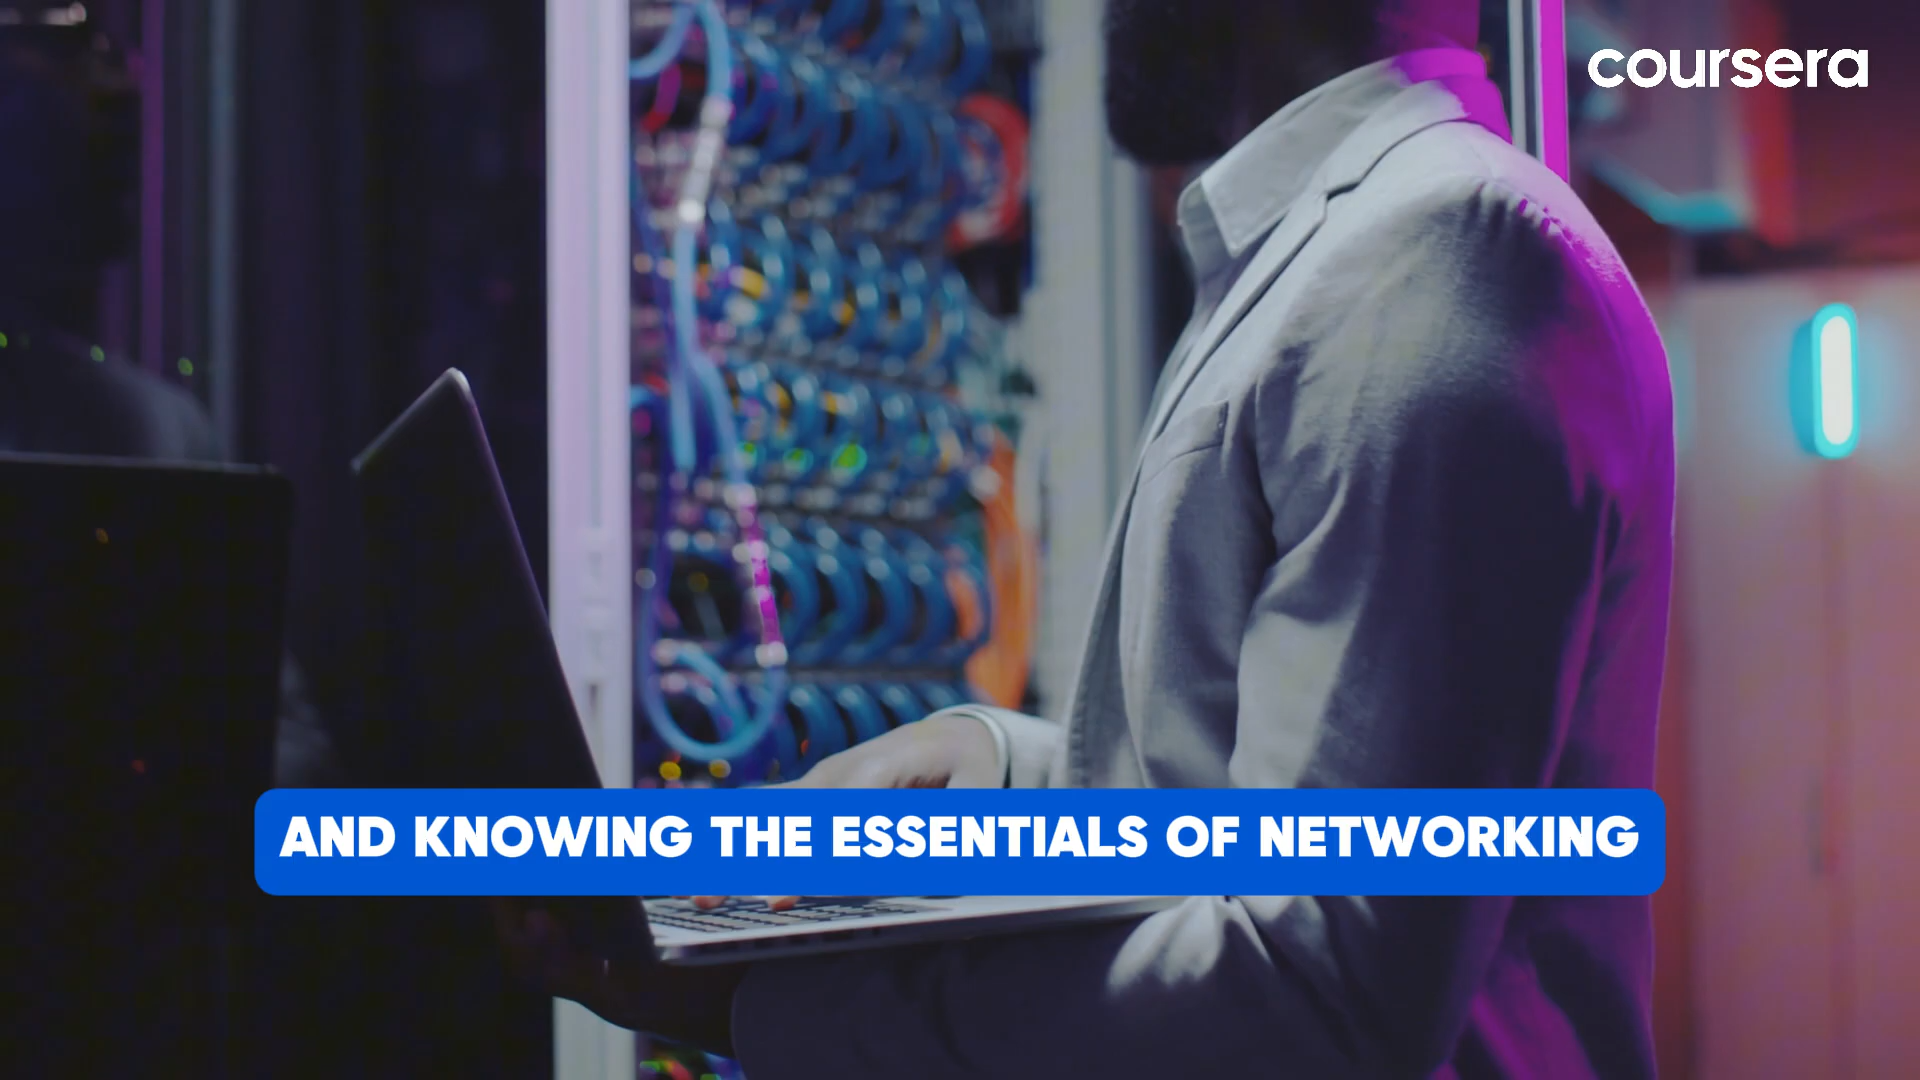 coursera
AND KNOWING THE ESSENTIALS OF NETWORKING